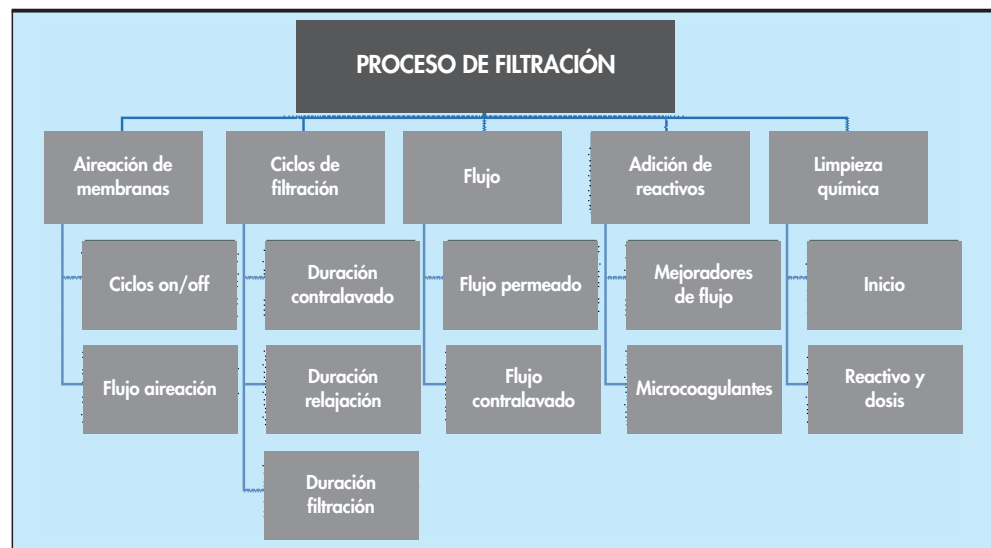 PROCESO DE FILTRACIÓN
Aireación de
membranas
Ciclos de
filtración
Flujo
Adición de
reactivos
Limpieza
química
Ciclos on/off
Duración
contralavado
Flujo permeado
Mejoradores
de flujo
Inicio
Flujo aireación
Duración
relajación
Flujo
contralavado
Microcoagulantes
Reactivo y
dosis
Duración
filtración